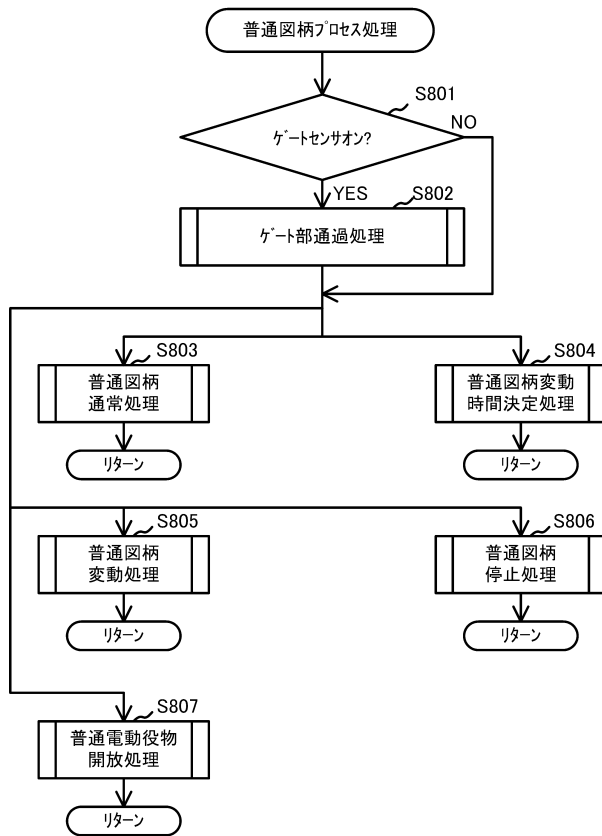 普通図柄プロセス処理
S801
ｹﾞｰﾄｾﾝｻｵﾝ?
NO
YES
S802
ｹﾞｰﾄ部通過処理
S803
普通図柄
通常処理
ﾘﾀｰﾝ
S804
普通図柄変動
時間決定処理
ﾘﾀｰﾝ
S805
普通図柄
変動処理
ﾘﾀｰﾝ
S806
普通図柄
停止処理
ﾘﾀｰﾝ
S807
普通電動役物
開放処理
ﾘﾀｰﾝ